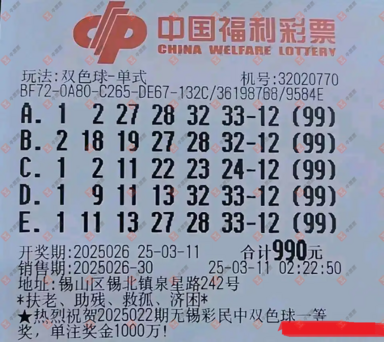 中国福利彩票
CHINA WELFARE LOTTERY
玩法:双色球-单式 机号:32020770
BF72-0A80-C265-DE67-132C/36198788/9584E
A. 1 2 27 28 32 33-12 (99)
B. 2 18 19 27 28 32-12 (99)
C. 1 2 11 22 23 24-12 (99)
D. 1 9 11 13 32 33-12 (99)
E. 1 11 13 27 28 33-12 (99)
开奖期:2025026 25-03-11 合计990元
销售期:2025026-30 25-03-11 02:22:50
地址:锡山区锡北镇泉星路242号
*扶老、助残、救孤、济困*
★热烈祝贺2025022期无锡彩民中双色球一等
奖,单注奖金1000万!